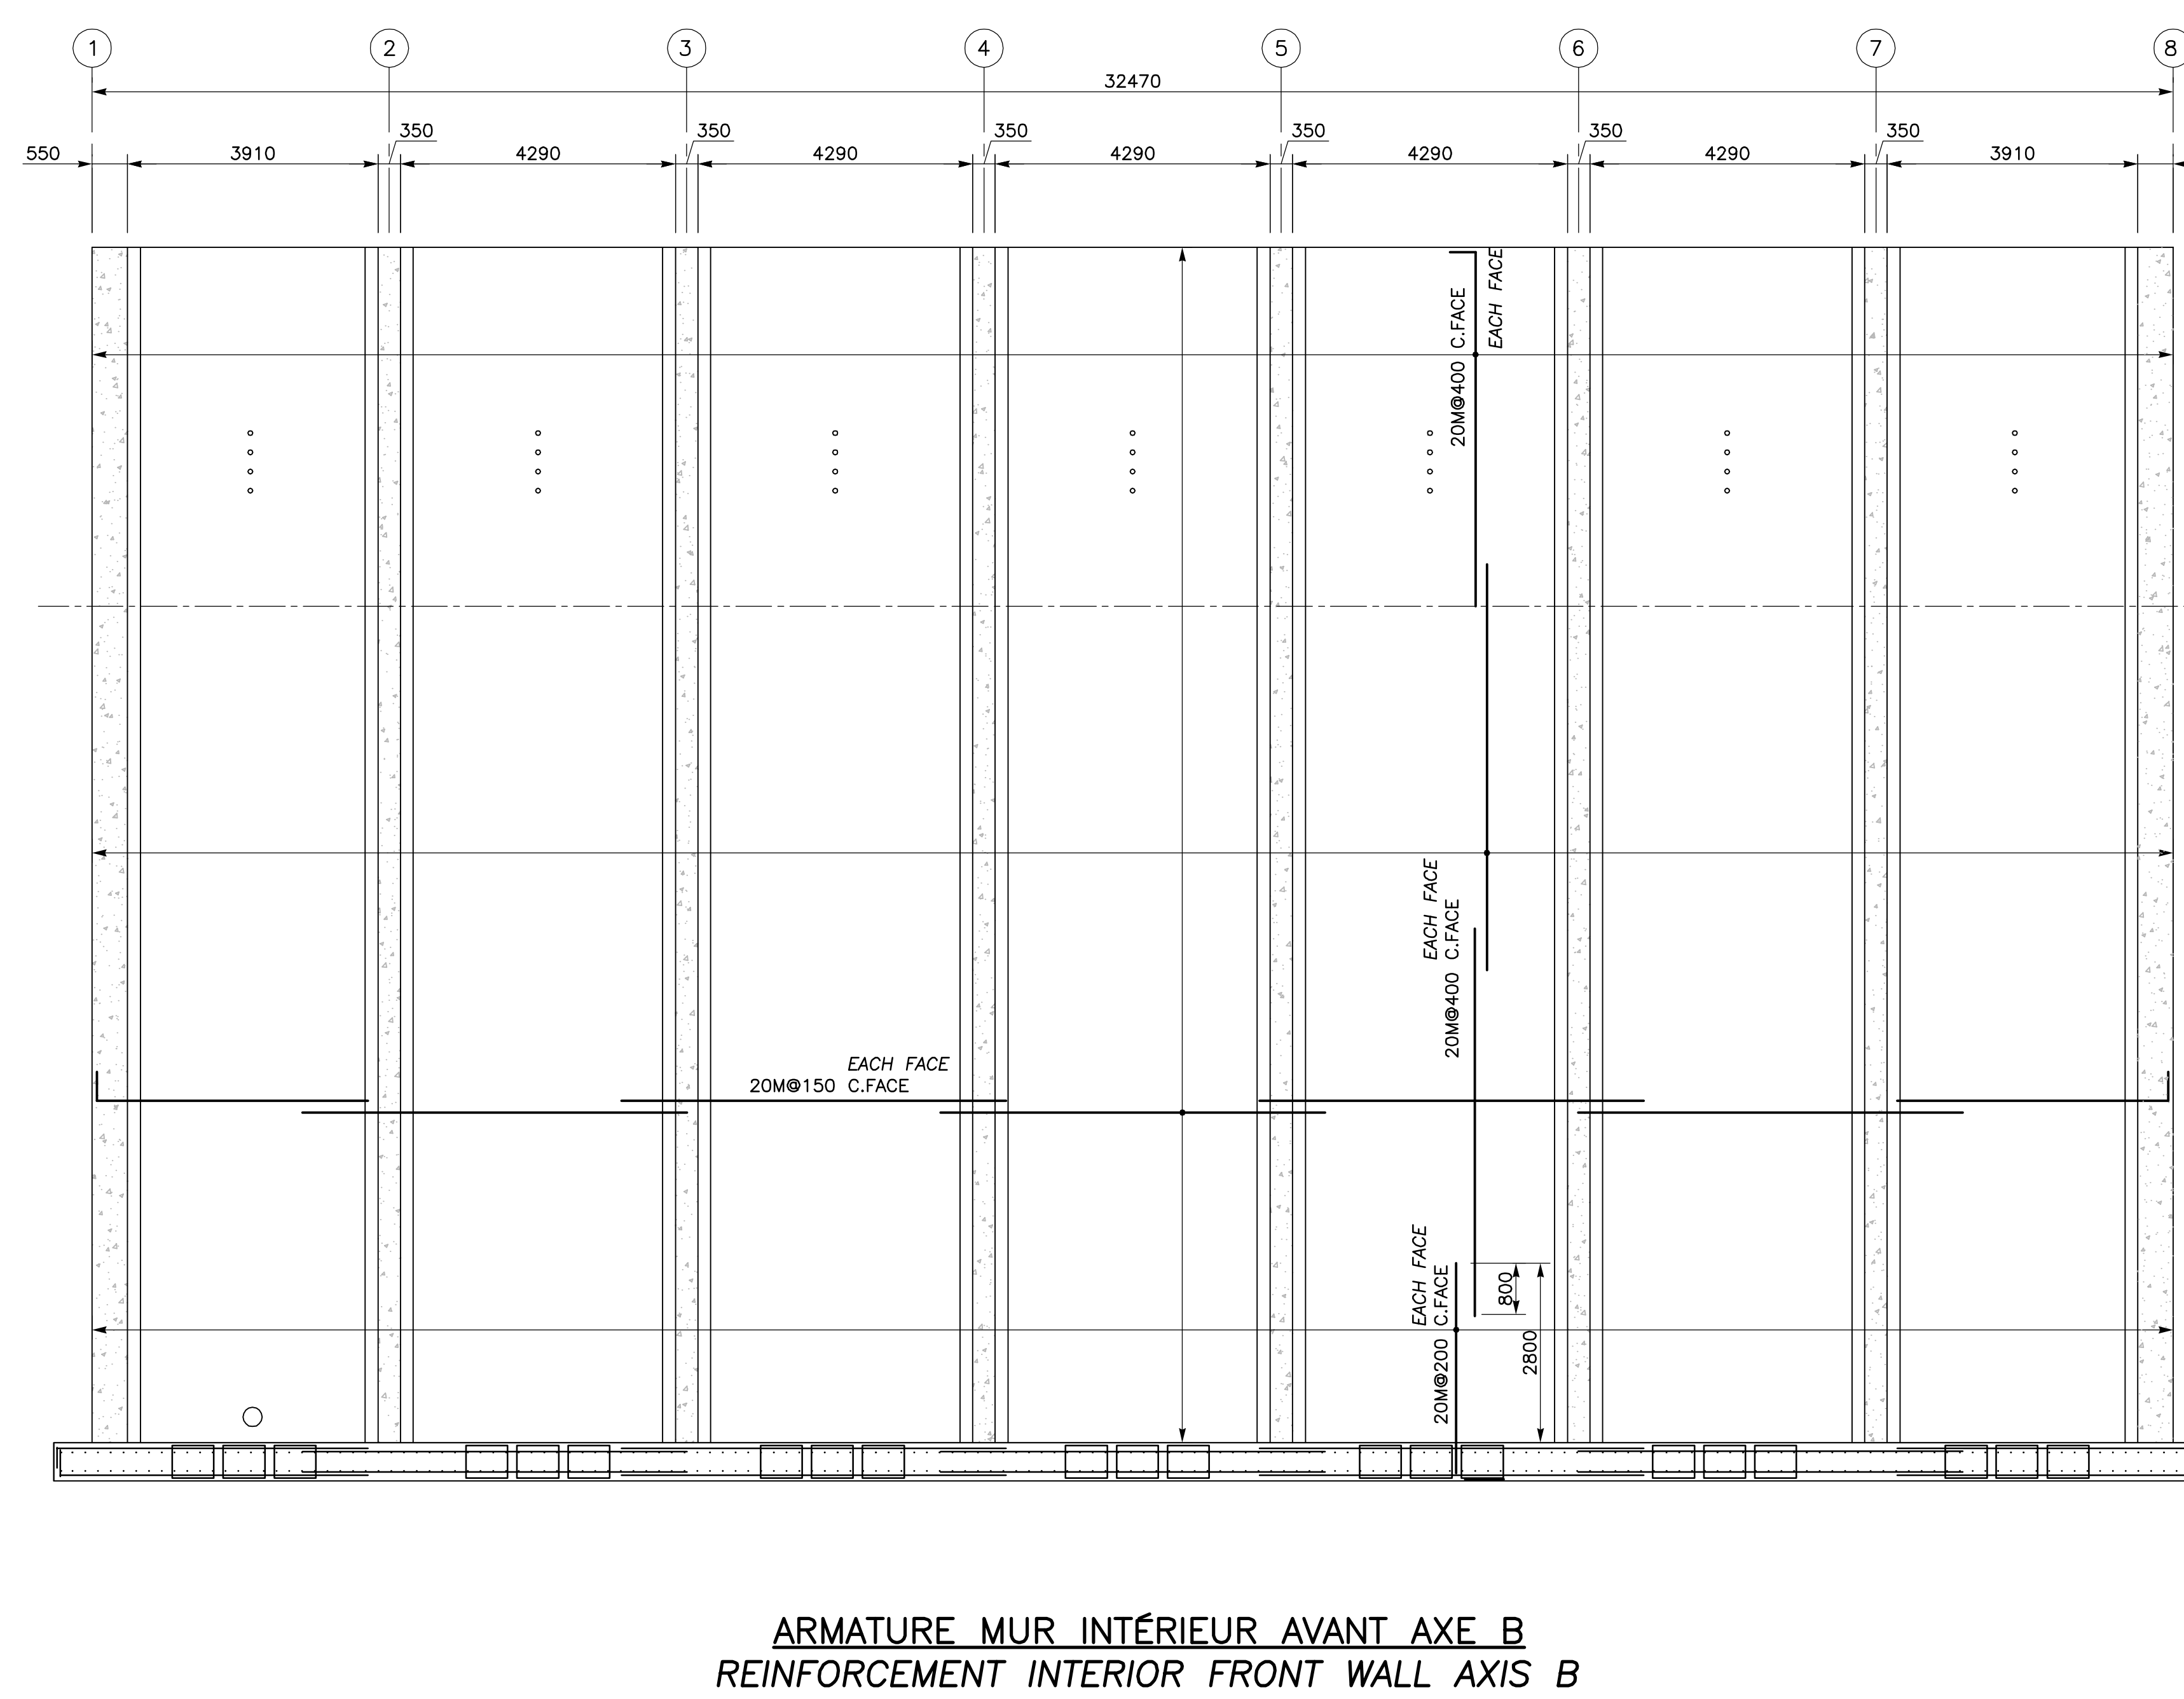 1 2 3 4 5 6 7 8
32470
350 350 350 350 350 350
550 3910 4290 4290 4290 4290 4290 3910
EACH FACE
20M@400 C.FACE
EACH FACE
20M@400 C.FACE
EACH FACE
20M@150 C.FACE
EACH FACE
20M@200 C.FACE
800
2800
ARMATURE MUR INTÉRIEUR AVANT AXE B
REINFORCEMENT INTERIOR FRONT WALL AXIS B